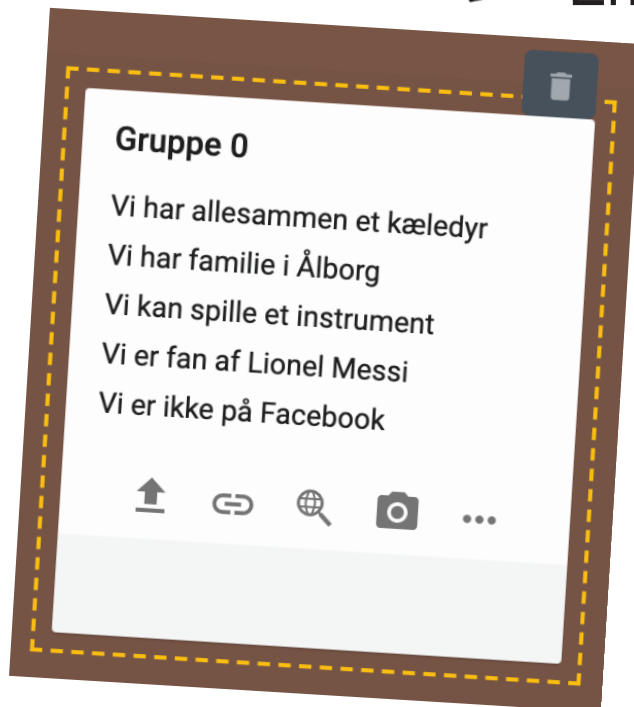 Gruppe 0
Vi har allesammen et kæledyr
Vi har familie i Ålborg
Vi kan spille et instrument
Vi er fan af Lionel Messi
Vi er ikke på Facebook